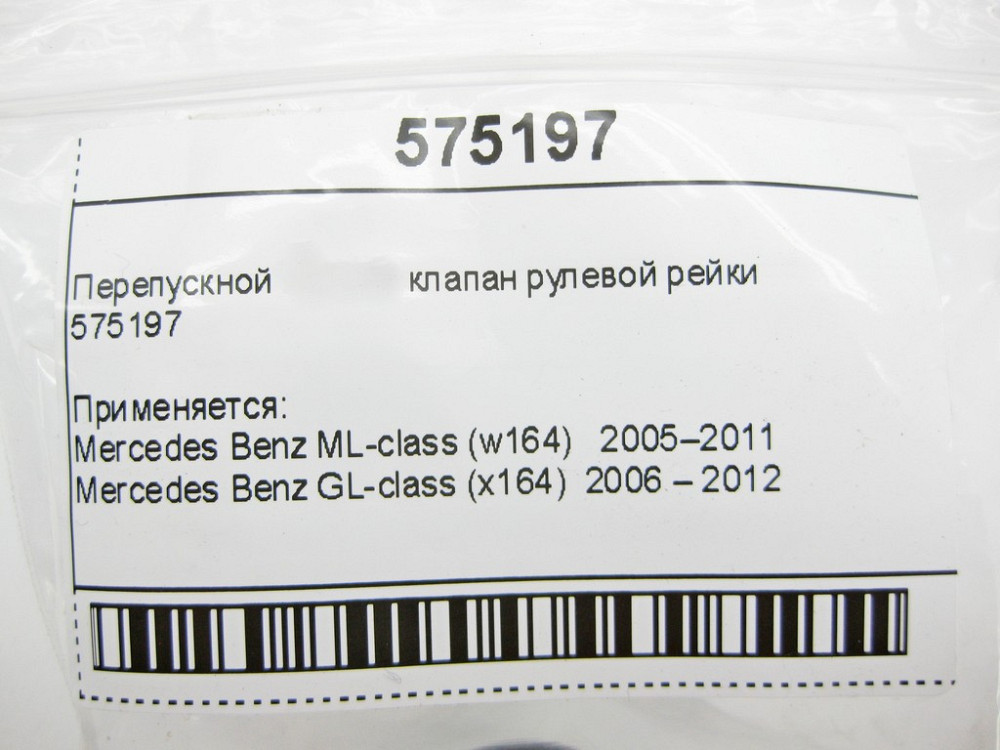 575197
Перепускной клапан рулевой рейки
575197
Применяется:
Mercedes Benz ML-class (w164) 2005–2011
Mercedes Benz GL-class (x164) 2006 – 2012